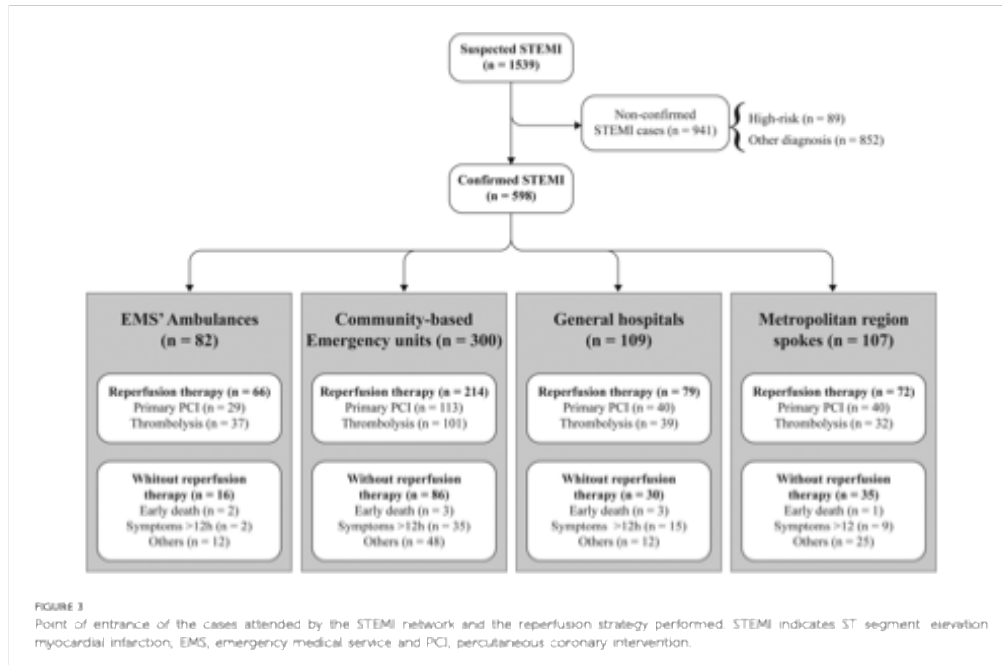 Suspected STEMI
(n = 1539)
Non-confirmed
STEMI cases (n = 941)
High-risk (n = 89)
Other diagnosis (n = 852)
Confirmed STEMI
(n = 598)
EMS' Ambulances
(n = 82)
Reperfusion therapy (n = 66)
Primary PCI (n = 29)
Thrombolysis (n = 37)
Whitout reperfusion
therapy (n = 16)
Early death (n = 2)
Symptoms >12h (n = 2)
Others (n = 12)
Community-based
Emergency units (n = 300)
Reperfusion therapy (n = 214)
Primary PCI (n = 113)
Thrombolysis (n = 101)
Without reperfusion
therapy (n = 86)
Early death (n = 3)
Symptoms >12h (n = 35)
Others (n = 48)
General hospitals
(n = 109)
Reperfusion therapy (n = 79)
Primary PCI (n = 40)
Thrombolysis (n = 39)
Whitout reperfusion
therapy (n = 30)
Early death (n = 3)
Symptoms >12h (n = 15)
Others (n = 12)
Metropolitan region
spokes (n = 107)
Reperfusion therapy (n = 72)
Primary PCI (n = 40)
Thrombolysis (n = 32)
Without reperfusion
therapy (n = 35)
Early death (n = 1)
Symptoms >12 (n = 9)
Others (n = 25)
FIGURE 3
Point of entrance of the cases attended by the STEMI network and the reperfusion strategy performed. STEMI indicates ST segment elevation
myocardial infarction, EMS, emergency medical service and PCI, percutaneous coronary intervention.